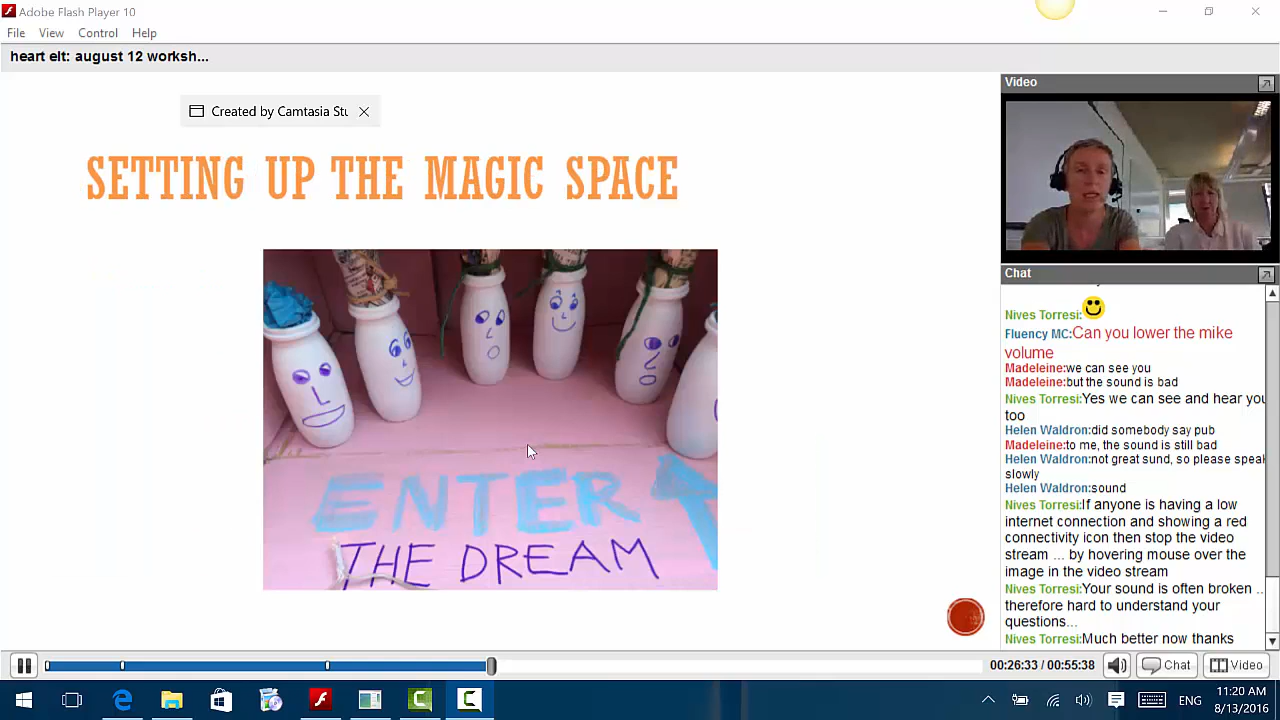 Adobe Flash Player 10
File View Control Help
heart elt: august 12 worksh...
Created by Camtasia Stu
SETTING UP THE MAGIC SPACE
ENTER
THE DREAM
Video
Chat
Nives Torresi:
Fluency MC:Can you lower the mike
volume
Madeleine:we can see you
Madeleine:but the sound is bad
Nives Torresi:Yes we can see and hear you
too
Helen Waldron:did somebody say pub
Madeleine:to me, the sound is still bad
Helen Waldron:not great sund, so please speak
slowly
Helen Waldron:sound
Nives Torresi:If anyone is having a low
internet connection and showing a red
connectivity icon then stop the video
stream ... by hovering mouse over the
image in the video stream
Nives Torresi:Your sound is often broken ..
therefore hard to understand your
questions...
Nives Torresi:Much better now thanks
00:26:33 / 00:55:38 Chat Video
ENG
11:20 AM
8/13/2016